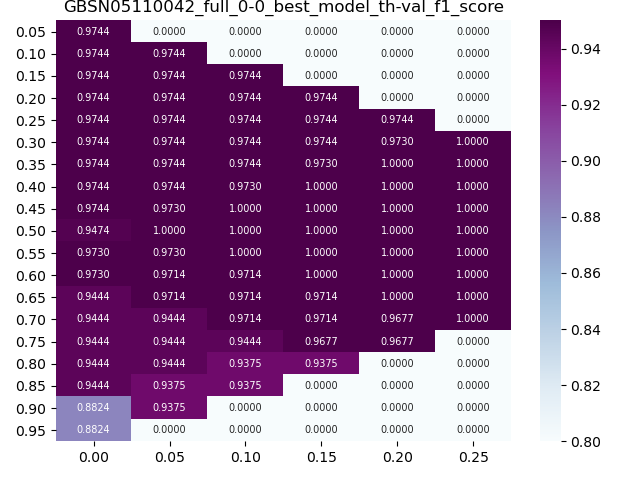 GBSN05110042_full_0-0_best_model_th-val_f1_score
0.05 0.9744 0.0000 0.0000 0.0000 0.0000 0.0000
0.10 0.9744 0.9744 0.0000 0.0000 0.0000 0.0000
0.15 0.9744 0.9744 0.9744 0.0000 0.0000 0.0000
0.20 0.9744 0.9744 0.9744 0.9744 0.0000 0.0000
0.25 0.9744 0.9744 0.9744 0.9744 0.9744 0.0000
0.30 0.9744 0.9744 0.9744 0.9744 0.9730 1.0000
0.35 0.9744 0.9744 0.9744 0.9730 1.0000 1.0000
0.40 0.9744 0.9744 0.9730 1.0000 1.0000 1.0000
0.45 0.9744 0.9730 1.0000 1.0000 1.0000 1.0000
0.50 0.9474 1.0000 1.0000 1.0000 1.0000 1.0000
0.55 0.9730 0.9730 1.0000 1.0000 1.0000 1.0000
0.60 0.9730 0.9714 0.9714 1.0000 1.0000 1.0000
0.65 0.9444 0.9714 0.9714 0.9714 1.0000 1.0000
0.70 0.9444 0.9444 0.9714 0.9714 0.9677 1.0000
0.75 0.9444 0.9444 0.9444 0.9677 0.9677 0.0000
0.80 0.9444 0.9444 0.9375 0.9375 0.0000 0.0000
0.85 0.9444 0.9375 0.9375 0.0000 0.0000 0.0000
0.90 0.8824 0.9375 0.0000 0.0000 0.0000 0.0000
0.95 0.8824 0.0000 0.0000 0.0000 0.0000 0.0000
0.00 0.05 0.10 0.15 0.20 0.25
0.94
0.92
0.90
0.88
0.86
0.84
0.82
0.80